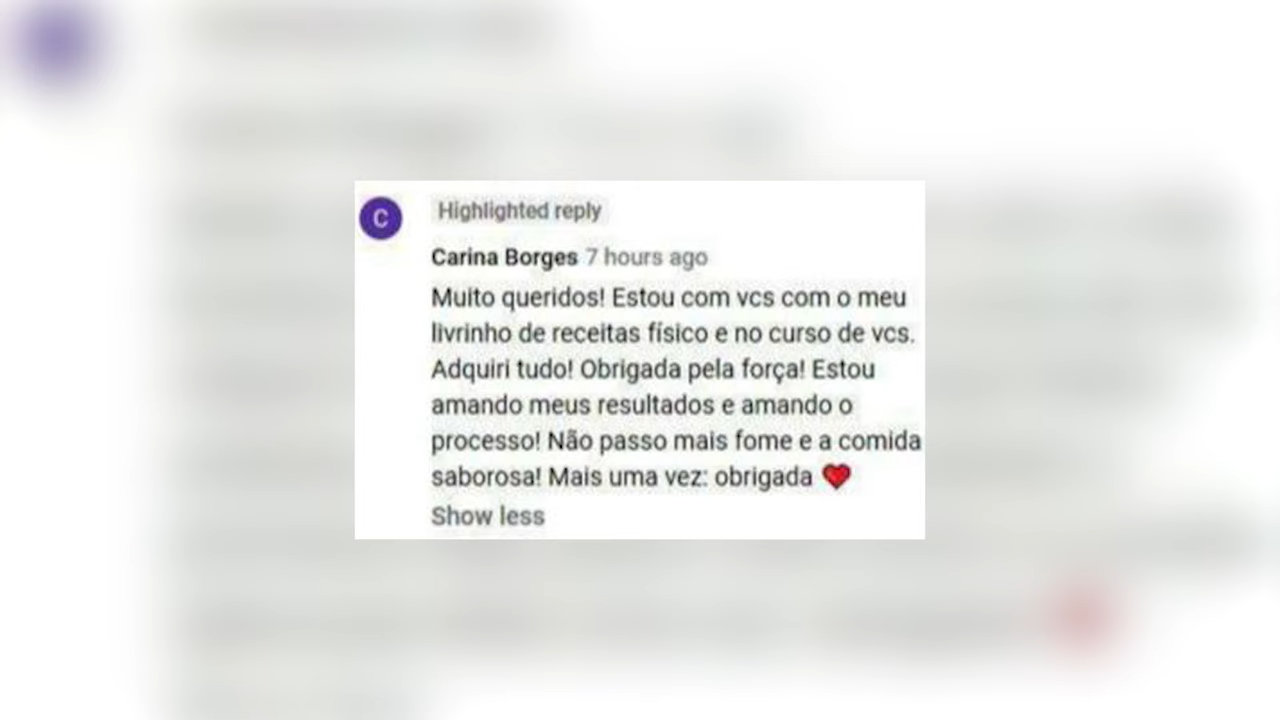 C
Highlighted reply
Carina Borges 7 hours ago
Muito queridos! Estou com vcs com o meu
livrinho de receitas físico e no curso de vcs.
Adquiri tudo! Obrigada pela força! Estou
amando meus resultados e amando o
processo! Não passo mais fome e a comida
saborosa! Mais uma vez: obrigada ❤️
Show less